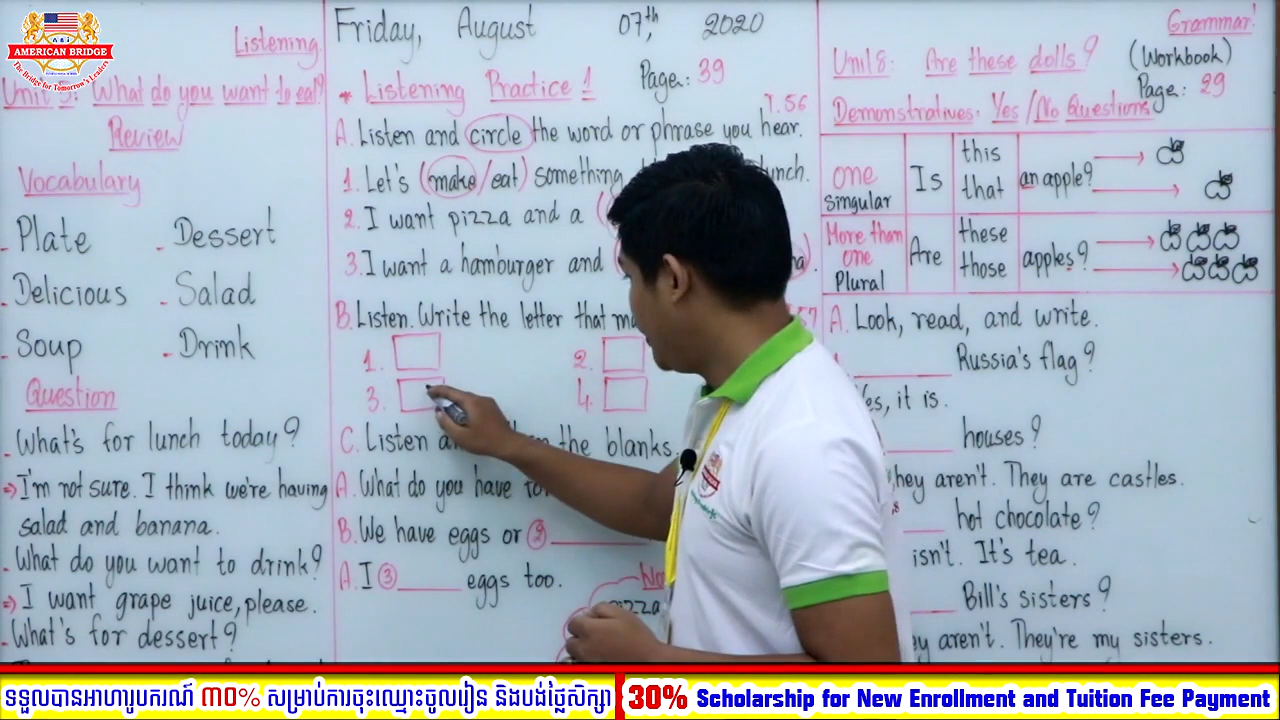 AMERICAN BRIDGE
The Bridge for Tomorrow's Leaders
Listening
Unit 5: What do you want to eat?
Review
Vocabulary
- Plate - Dessert
- Delicious - Salad
- Soup - Drink
Question
- What's for lunch today?
⇒ I'm not sure. I think we're having
salad and banana.
- What do you want to drink?
⇒ I want grape juice, please.
- What's for dessert?
Friday, August 07th, 2020
* Listening Practice 1 Page: 39
T.56
A. Listen and circle the word or phrase you hear.
1. Let's (make/eat) something
2. I want pizza and a (
3. I want a hamburger and
B. Listen. Write the letter that
1. 2.
3. 4.
C. Listen the blanks.
A. What do you have
B. We have eggs or ② ______
A. I ③ ______ eggs too.
Grammar!
Unit 8: Are these dolls? (Workbook)
Demonstratives: Yes/No Questions Page: 29
one singular Is this that an apple?
More than one Plural Are these those apples?
A. Look, read, and write.
______ Russia's flag?
Yes, it is.
______ houses?
they aren't. They are castles.
____ hot chocolate?
isn't. It's tea.
____ Bill's sisters?
they aren't. They're my sisters.
ទទួលបានអាហារូបករណ៍ ៣០% សម្រាប់ការចុះឈ្មោះចូលរៀន និងបង់ថ្លៃសិក្សា
30% Scholarship for New Enrollment and Tuition Fee Payment